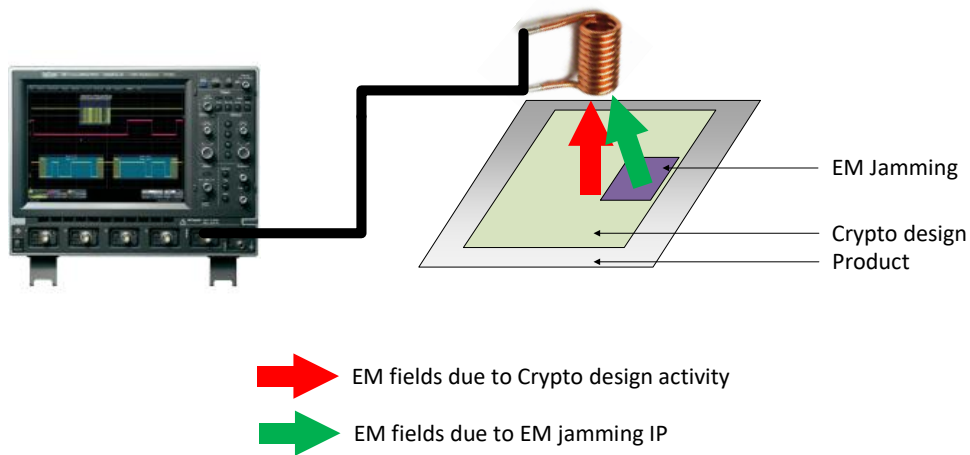 EM Jamming
Crypto design
Product
EM fields due to Crypto design activity
EM fields due to EM jamming IP